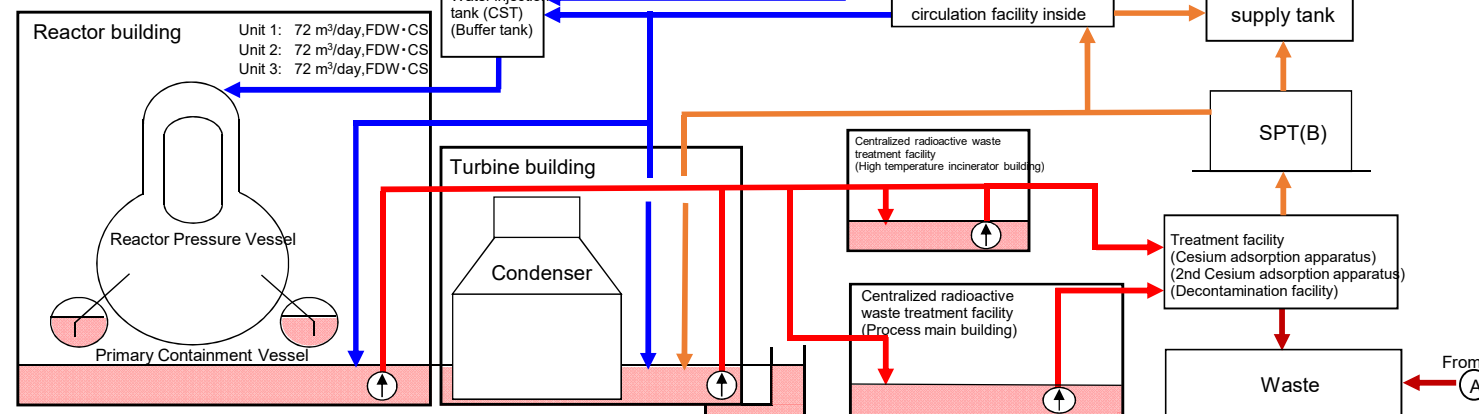 Reactor building
Unit 1: 72 m³/day,FDW・CS
Unit 2: 72 m³/day,FDW・CS
Unit 3: 72 m³/day,FDW・CS
Water injection
tank (CST)
(Buffer tank)
circulation facility inside
supply tank
SPT(B)
Centralized radioactive waste
treatment facility
(High temperature incinerator building)
Turbine building
Reactor Pressure Vessel
Condenser
Treatment facility
(Cesium adsorption apparatus)
(2nd Cesium adsorption apparatus)
(Decontamination facility)
Centralized radioactive
waste treatment facility
(Process main building)
Primary Containment Vessel
Waste
From
A